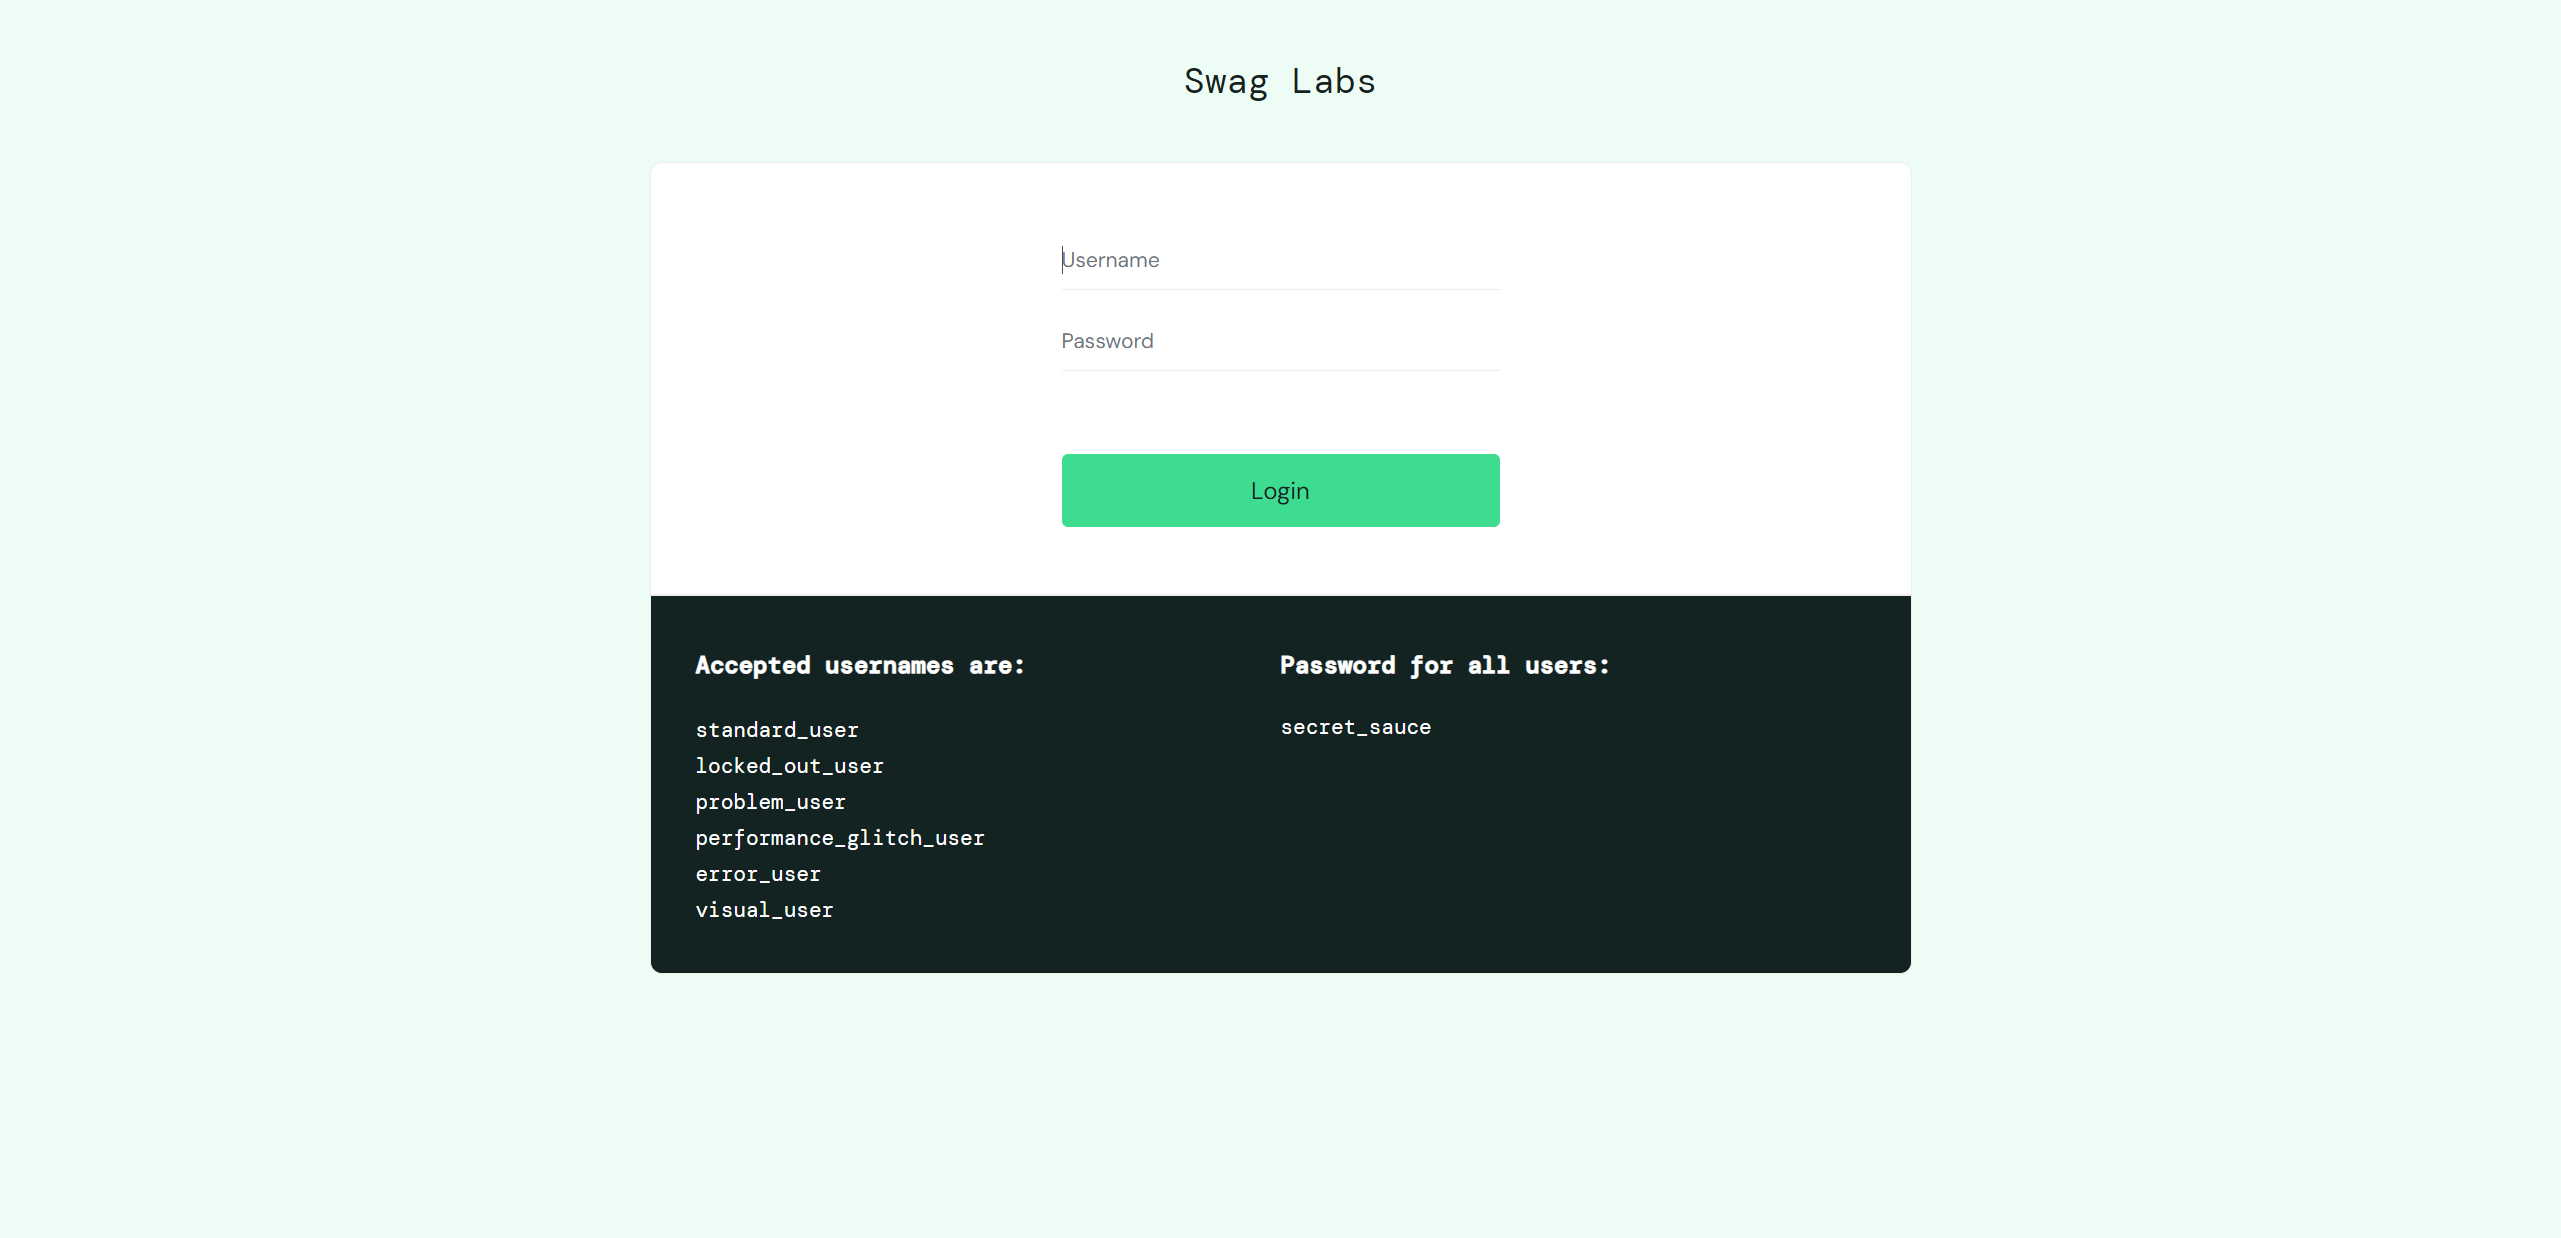 Swag Labs
Username
Password
Login
Accepted usernames are:
standard_user
locked_out_user
problem_user
performance_glitch_user
error_user
visual_user
Password for all users:
secret_sauce